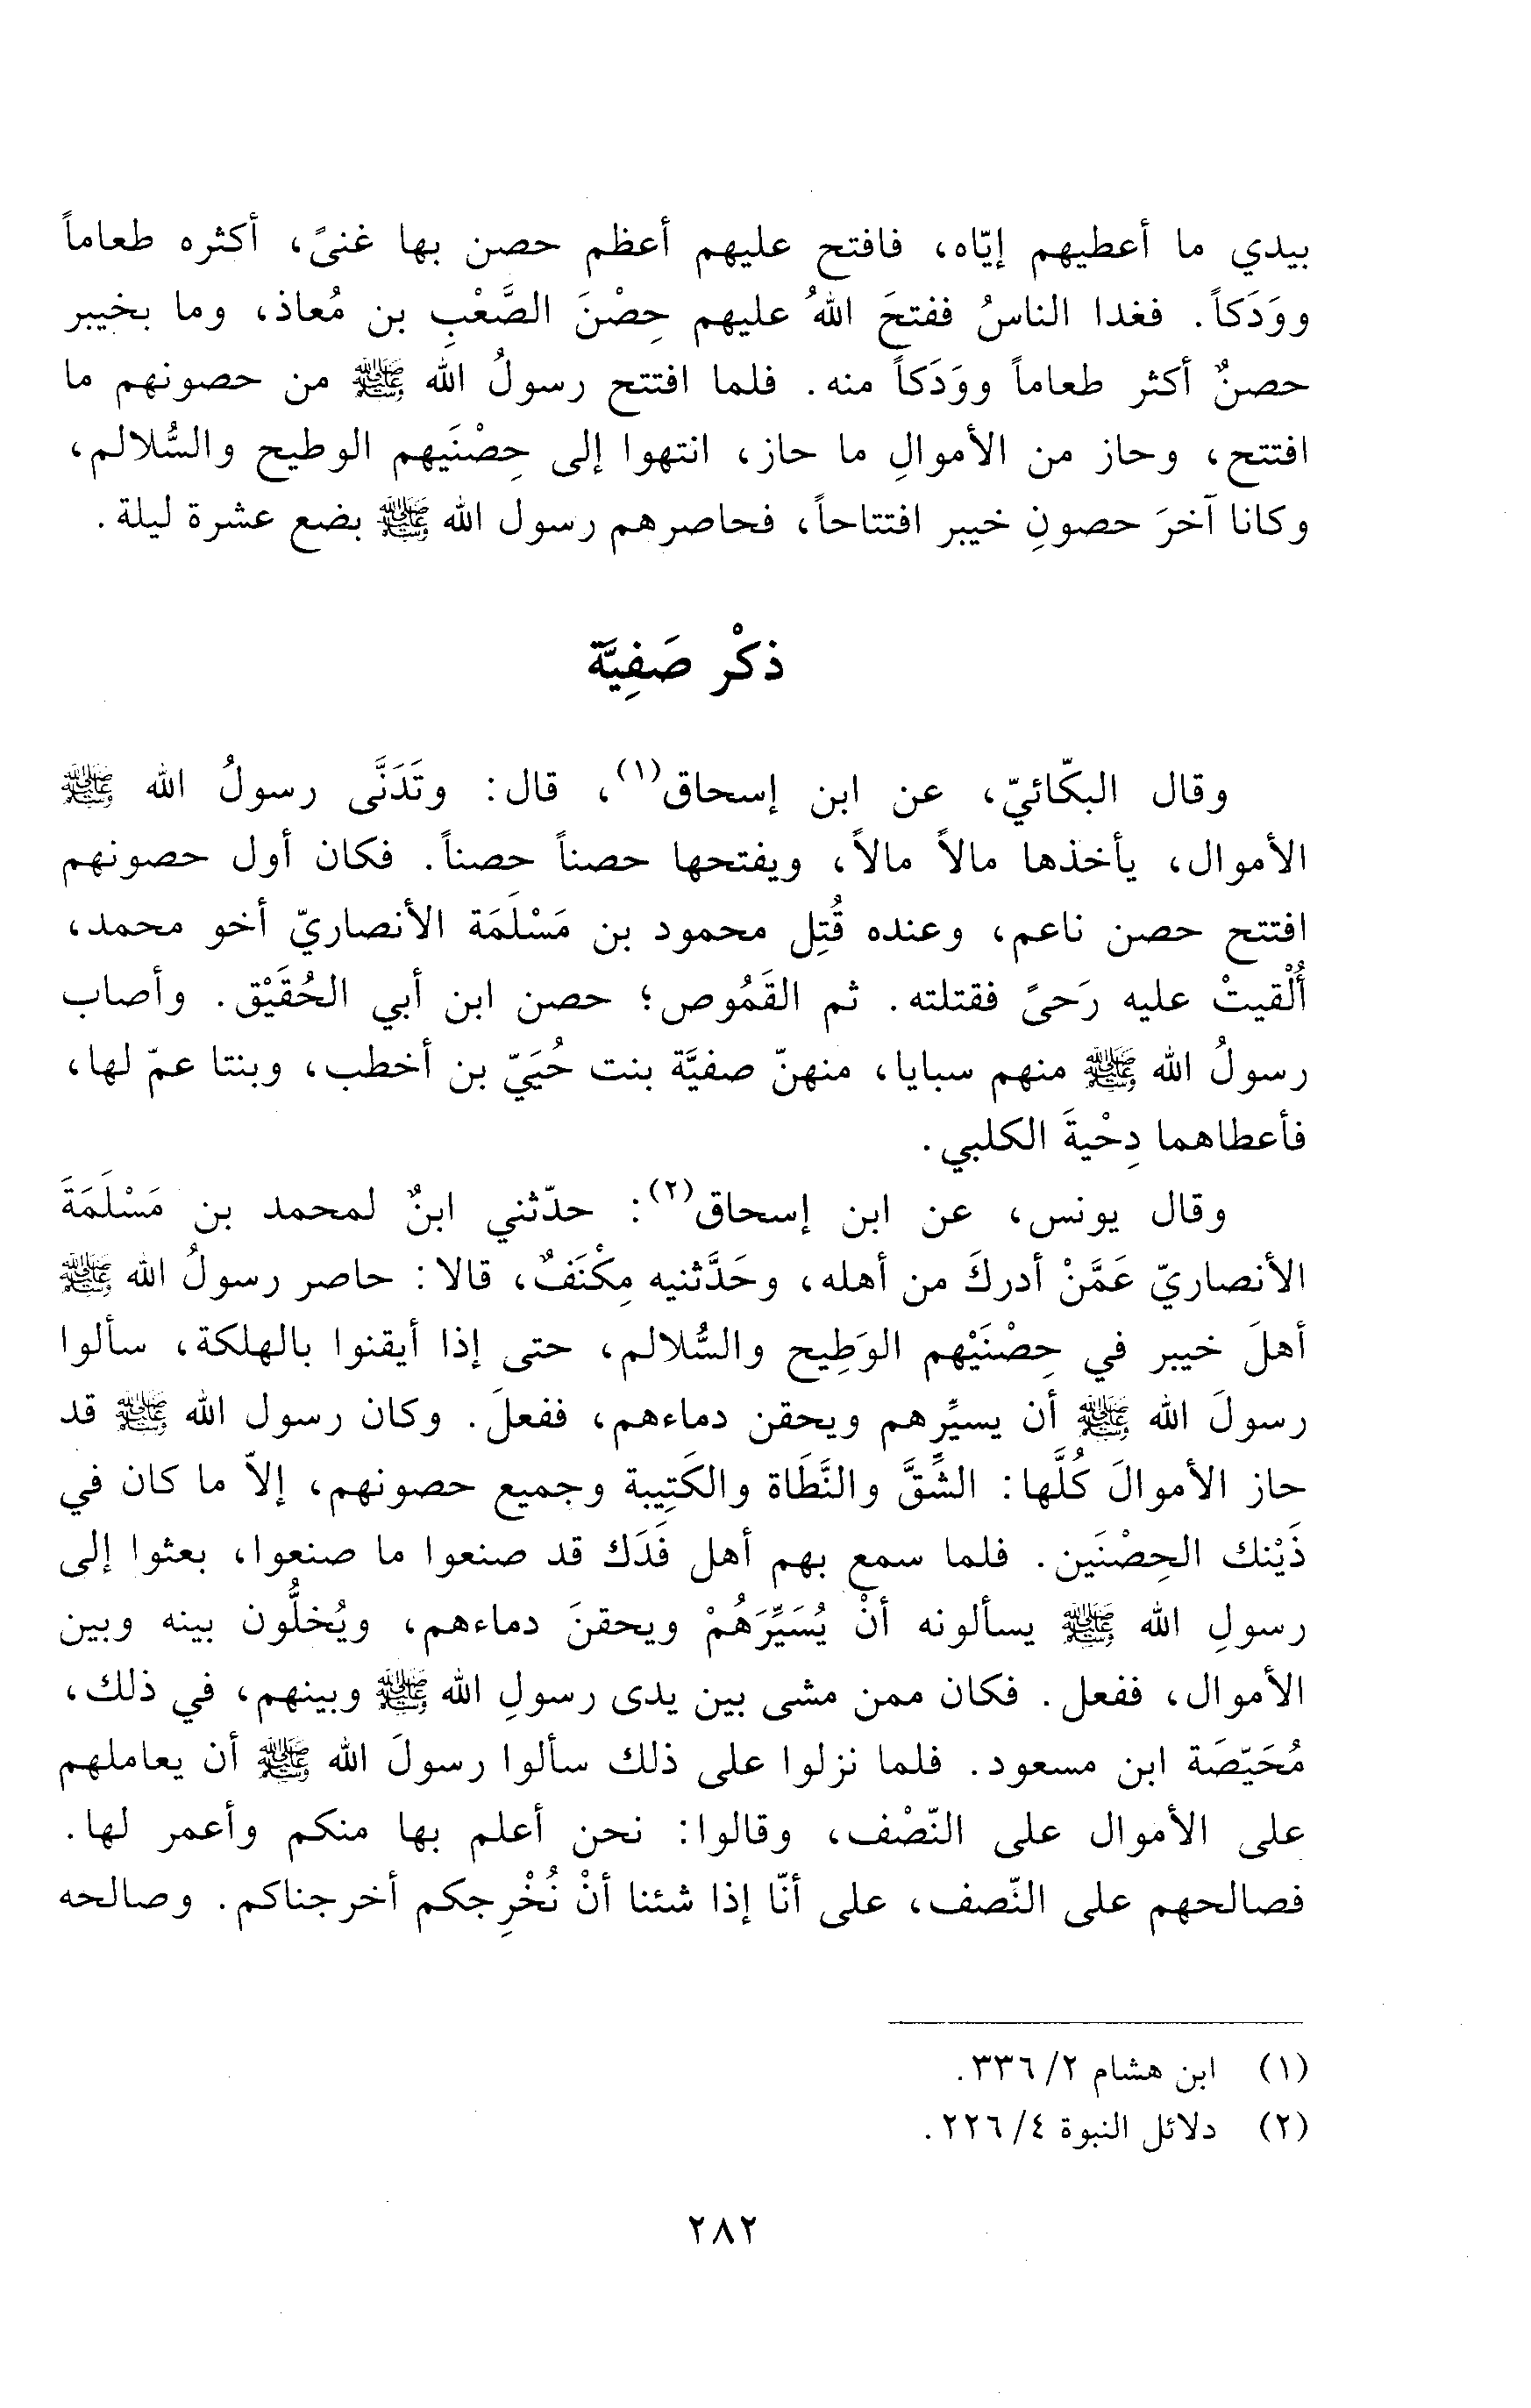 بيدي ما أعطيهم إيّاه، فافتح عليهم أعظم حصن بها غنىً، أكثره طعاماً
ووَدَكاً. فغدا الناسُ ففتحَ اللهُ عليهم حِصْنَ الصَّعْبِ بن مُعاذ، وما بخيبر
حصنٌ أكثر طعاماً ووَدَكاً منه. فلما افتتح رسولُ الله ﷺ من حصونهم ما
افتتح، وحاز من الأموالِ ما حاز، انتهوا إلى حِصْنَيهم الوطيح والسُّلالم،
وكانا آخرَ حصونِ خيبر افتتاحاً، فحاصرهم رسول الله ﷺ بضع عشرة ليلة.
ذكْر صَفِيَّة
وقال البكّائيّ، عن ابن إسحاق(١)، قال: وتَدَنَّى رسولُ الله ﷺ
الأموال، يأخذها مالاً مالاً، ويفتحها حصناً حصناً. فكان أول حصونهم
افتتح حصن ناعم، وعنده قُتِل محمود بن مَسْلَمَة الأنصاريّ أخو محمد،
أُلْقيتْ عليه رَحىً فقتلته. ثم القَمُوص؛ حصن ابن أبي الحُقَيْق. وأصاب
رسولُ الله ﷺ منهم سبايا، منهنّ صفيَّة بنت حُيَيّ بن أخطب، وبنتا عمّ لها،
فأعطاهما دِحْيةَ الكلبي.
وقال يونس، عن ابن إسحاق(٢): حدّثني ابنٌ لمحمد بن مَسْلَمَةَ
الأنصاريّ عَمَّنْ أدركَ من أهله، وحَدَّثنيه مِكْنَفٌ، قالا: حاصر رسولُ الله ﷺ
أهلَ خيبر في حِصْنَيْهم الوَطِيح والسُّلالم، حتى إذا أيقنوا بالهلكة، سألوا
رسولَ الله ﷺ أن يسيِّرهم ويحقن دماءهم، ففعلَ. وكان رسول الله ﷺ قد
حاز الأموالَ كُلَّها: الشِّقَّ والنَّطَاة والكَتِيبة وجميع حصونهم، إلاّ ما كان في
ذَيْنك الحِصْنَين. فلما سمع بهم أهل فَدَك قد صنعوا ما صنعوا، بعثوا إلى
رسولِ الله ﷺ يسألونه أنْ يُسَيِّرَهُمْ ويحقنَ دماءهم، ويُخلُّون بينه وبين
الأموال، ففعل. فكان ممن مشى بين يدى رسولِ الله ﷺ وبينهم، في ذلك،
مُحَيّصَة ابن مسعود. فلما نزلوا على ذلك سألوا رسولَ الله ﷺ أن يعاملهم
على الأموال على النّصْف، وقالوا: نحن أعلم بها منكم وأعمر لها.
فصالحهم على النّصف، على أنّا إذا شئنا أنْ نُخْرِجكم أخرجناكم. وصالحه
(١) ابن هشام ٢/ ٣٣٦.
(٢) دلائل النبوة ٤/ ٢٢٦.
٢٨٢